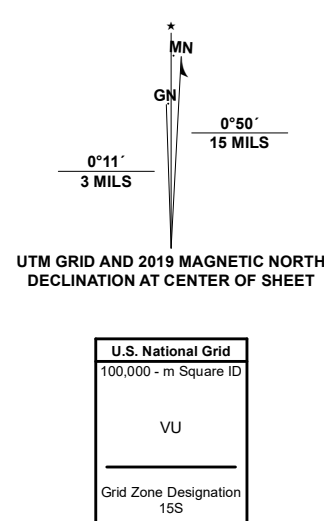 ★
MN
GN
0°50´
15 MILS
0°11´
3 MILS
UTM GRID AND 2019 MAGNETIC NORTH
DECLINATION AT CENTER OF SHEET
U.S. National Grid
100,000 - m Square ID
VU
Grid Zone Designation
15S